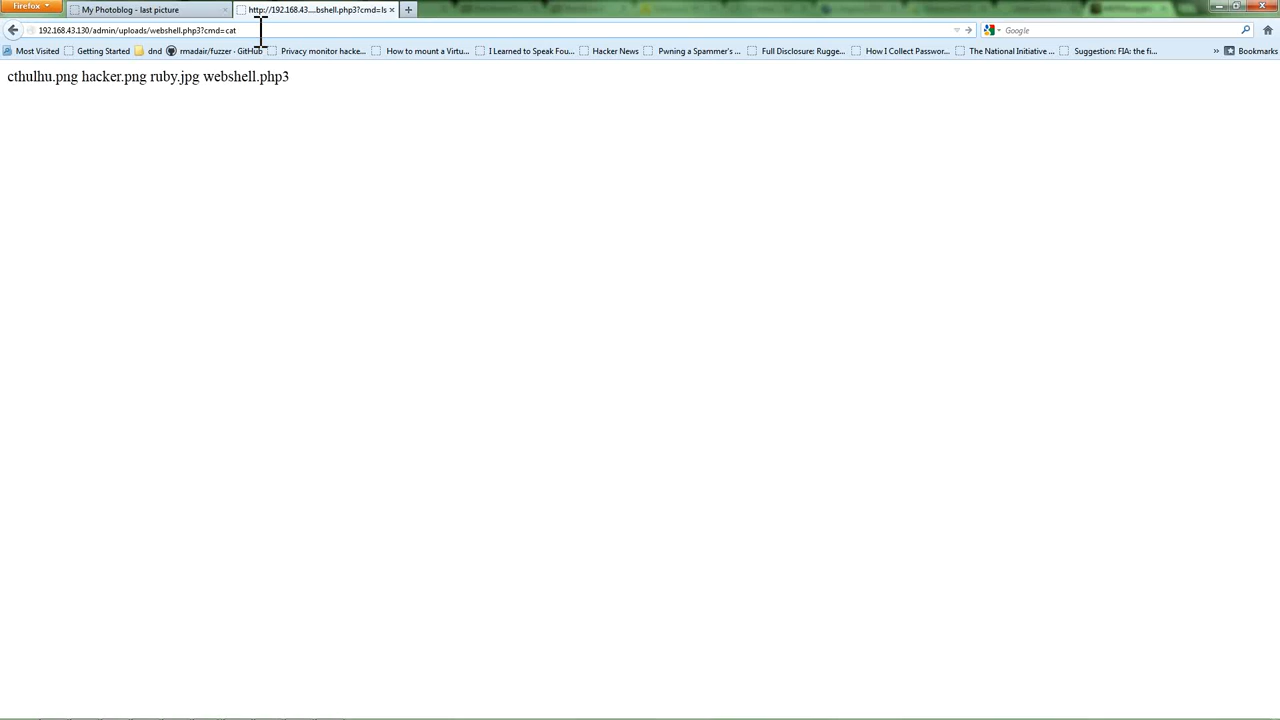 Firefox
My Photoblog - last picture
http://192.168.43....bshell.php3?cmd=ls
192.168.43.130/admin/uploads/webshell.php3?cmd=cat
Google
Most Visited
Getting Started
dnd
rmadair/fuzzer · GitHub
Privacy monitor hacke...
How to mount a Virtu...
I Learned to Speak Fou...
Hacker News
Pwning a Spammer's ...
Full Disclosure: Rugge...
How I Collect Passwor...
The National Initiative ...
Suggestion: FIA: the fi...
Bookmarks
cthulhu.png hacker.png ruby.jpg webshell.php3